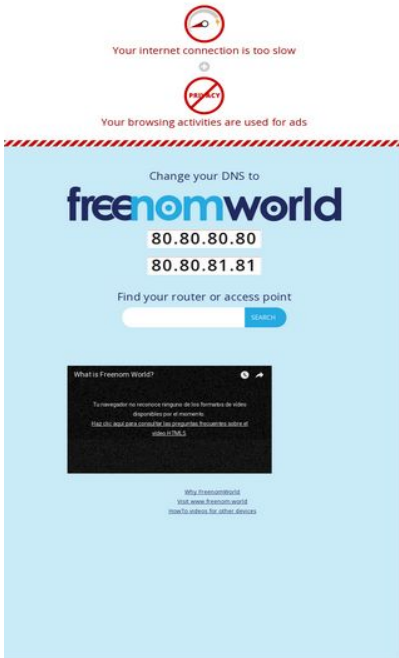 Your internet connection is too slow
PRIVACY
Your browsing activities are used for ads
Change your DNS to
freenomworld
80.80.80.80
80.80.81.81
Find your router or access point
SEARCH
What is Freenom World?
Tu navegador no reconoce ninguno de los formatos de vídeo
disponibles por el momento.
Haz clic aquí para consultar las preguntas frecuentes sobre el
vídeo HTML5.
Why FreenomWorld
Visit www.freenom.world
HowTo videos for other devices